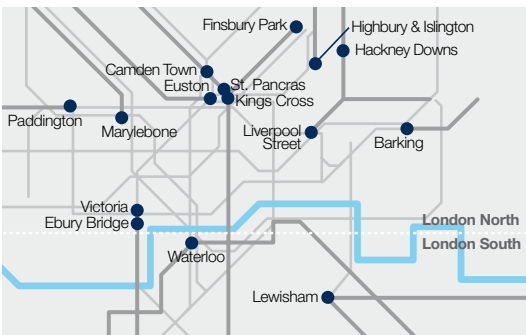 Finsbury Park
Highbury & Islington
Hackney Downs
Camden Town
Euston
St. Pancras
Kings Cross
Paddington
Marylebone
Liverpool
Street
Barking
Victoria
Ebury Bridge
London North
London South
Waterloo
Lewisham